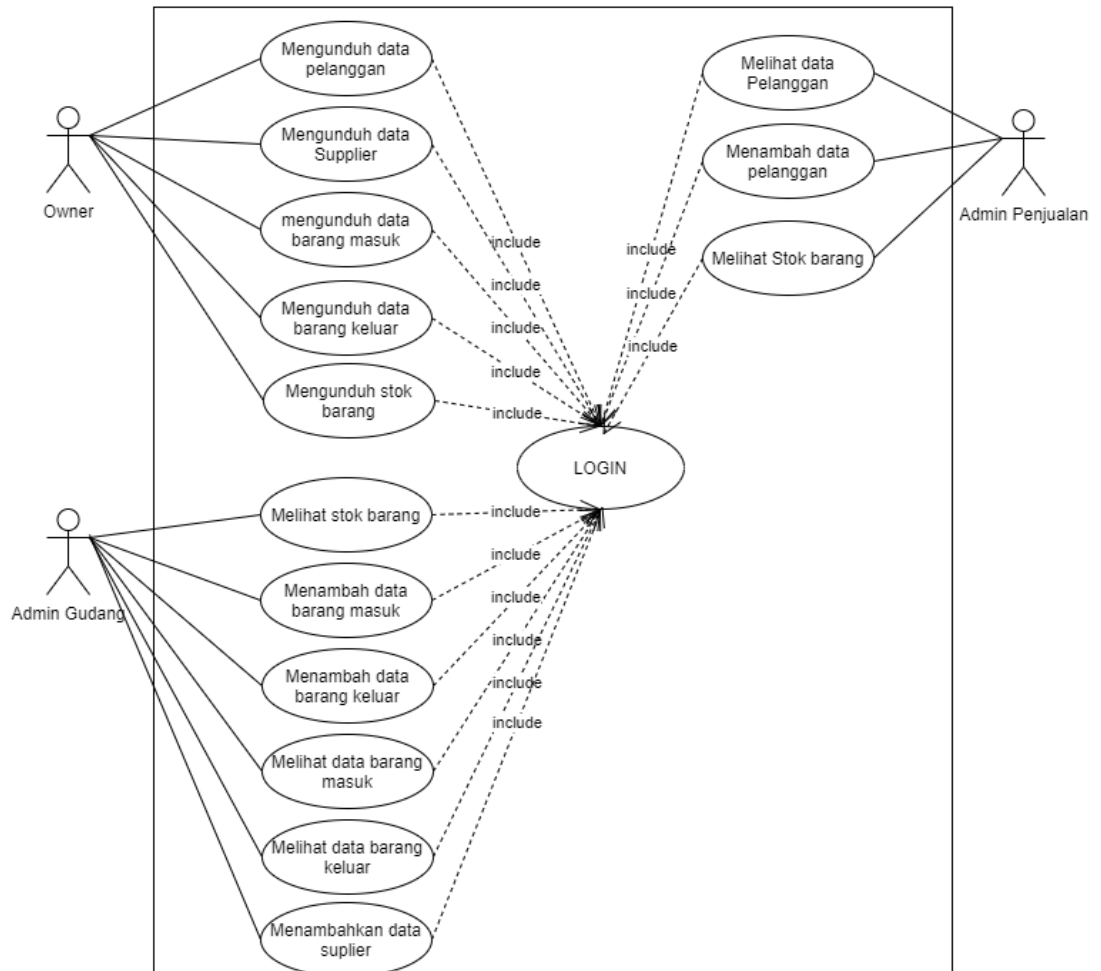 Mengunduh data
pelanggan
Mengunduh data
Supplier
mengunduh data
barang masuk
Mengunduh data
barang keluar
Mengunduh stok
barang
Owner
Melihat data
Pelanggan
Menambah data
pelanggan
Melihat Stok barang
Admin Penjualan
include
include
include
include
include
include
include
include
LOGIN
Melihat stok barang
Menambah data
barang masuk
Menambah data
barang keluar
Melihat data barang
masuk
Melihat data barang
keluar
Menambahkan data
suplier
Admin Gudang
include
include
include
include
include
include